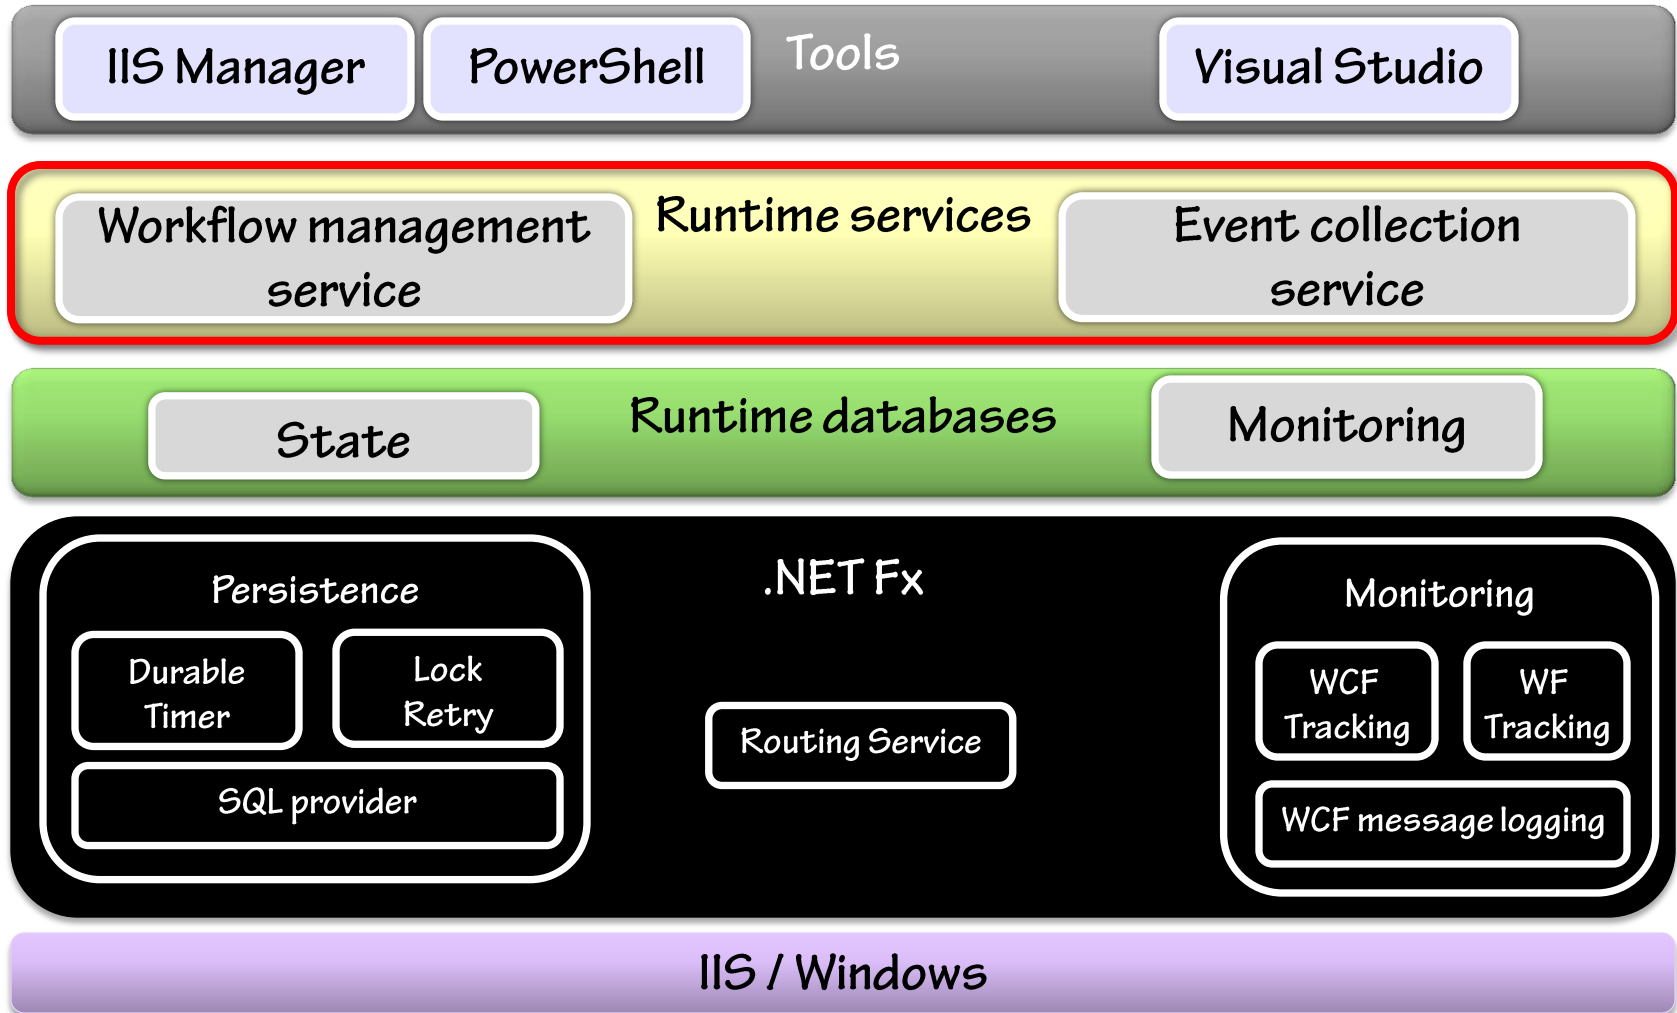 IIS Manager
PowerShell
Tools
Visual Studio
Workflow management
service
Runtime services
Event collection
service
State
Runtime databases
Monitoring
Persistence
Durable
Timer
Lock
Retry
SQL provider
.NET Fx
Routing Service
Monitoring
WCF
Tracking
WF
Tracking
WCF message logging
IIS / Windows